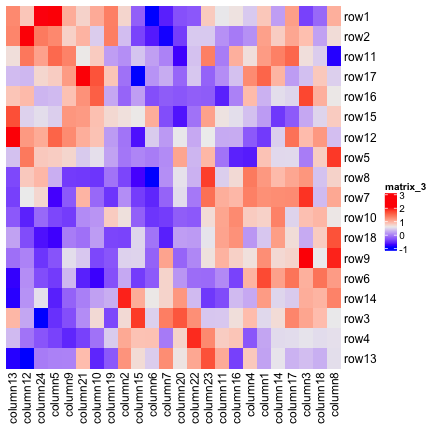 row1
row2
row11
row17
row16
row15
row12
row5
row8
row7
row10
row18
row9
row6
row14
row3
row4
row13
column13
column12
column24
column5
column9
column21
column10
column19
column2
column15
column6
column7
column20
column22
column23
column11
column16
column4
column1
column14
column17
column3
column18
column8
matrix_3
3
2
1
0
-1